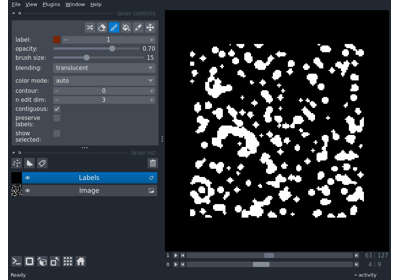 File View Plugins Window Help
layer controls
label: 1
opacity: 0.70
brush size: 15
blending: translucent
color mode: auto
contour: 0
n edit dim: 3
contiguous:
preserve labels:
show selected:
layer list
Labels
Image
1 63 127
0 4 9
Ready
activity